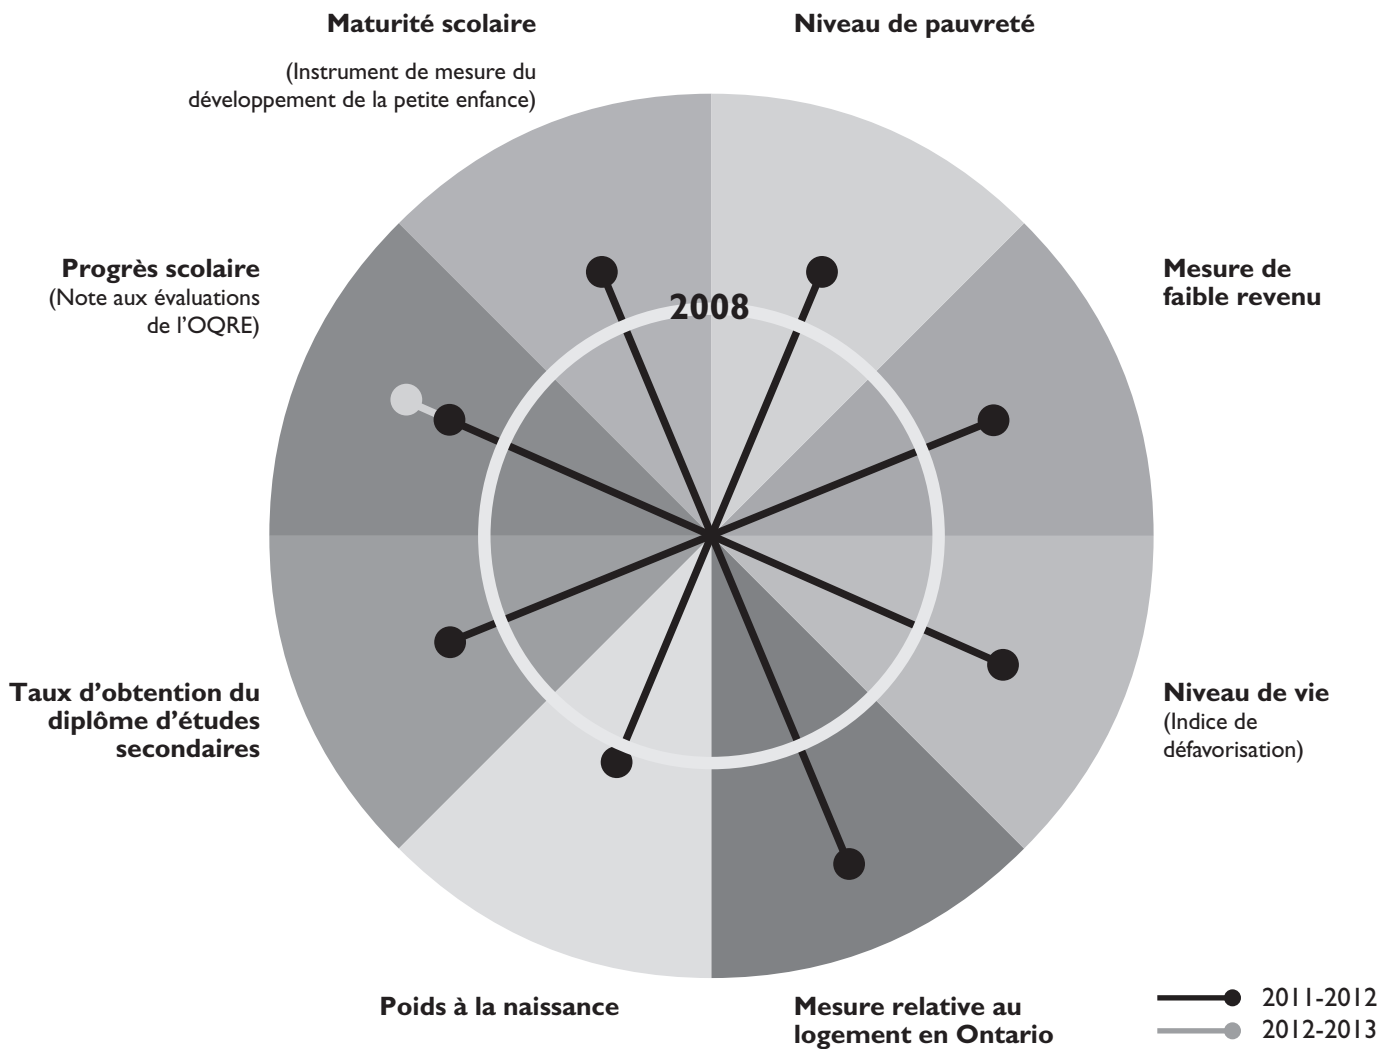 Maturité scolaire
(Instrument de mesure du
développement de la petite enfance)
Niveau de pauvreté
Progrès scolaire
(Note aux évaluations
de l’OQRE)
2008
Mesure de
faible revenu
Taux d’obtention du
diplôme d’études
secondaires
Niveau de vie
(Indice de
défavorisation)
Poids à la naissance
Mesure relative au
logement en Ontario
2011-2012
2012-2013